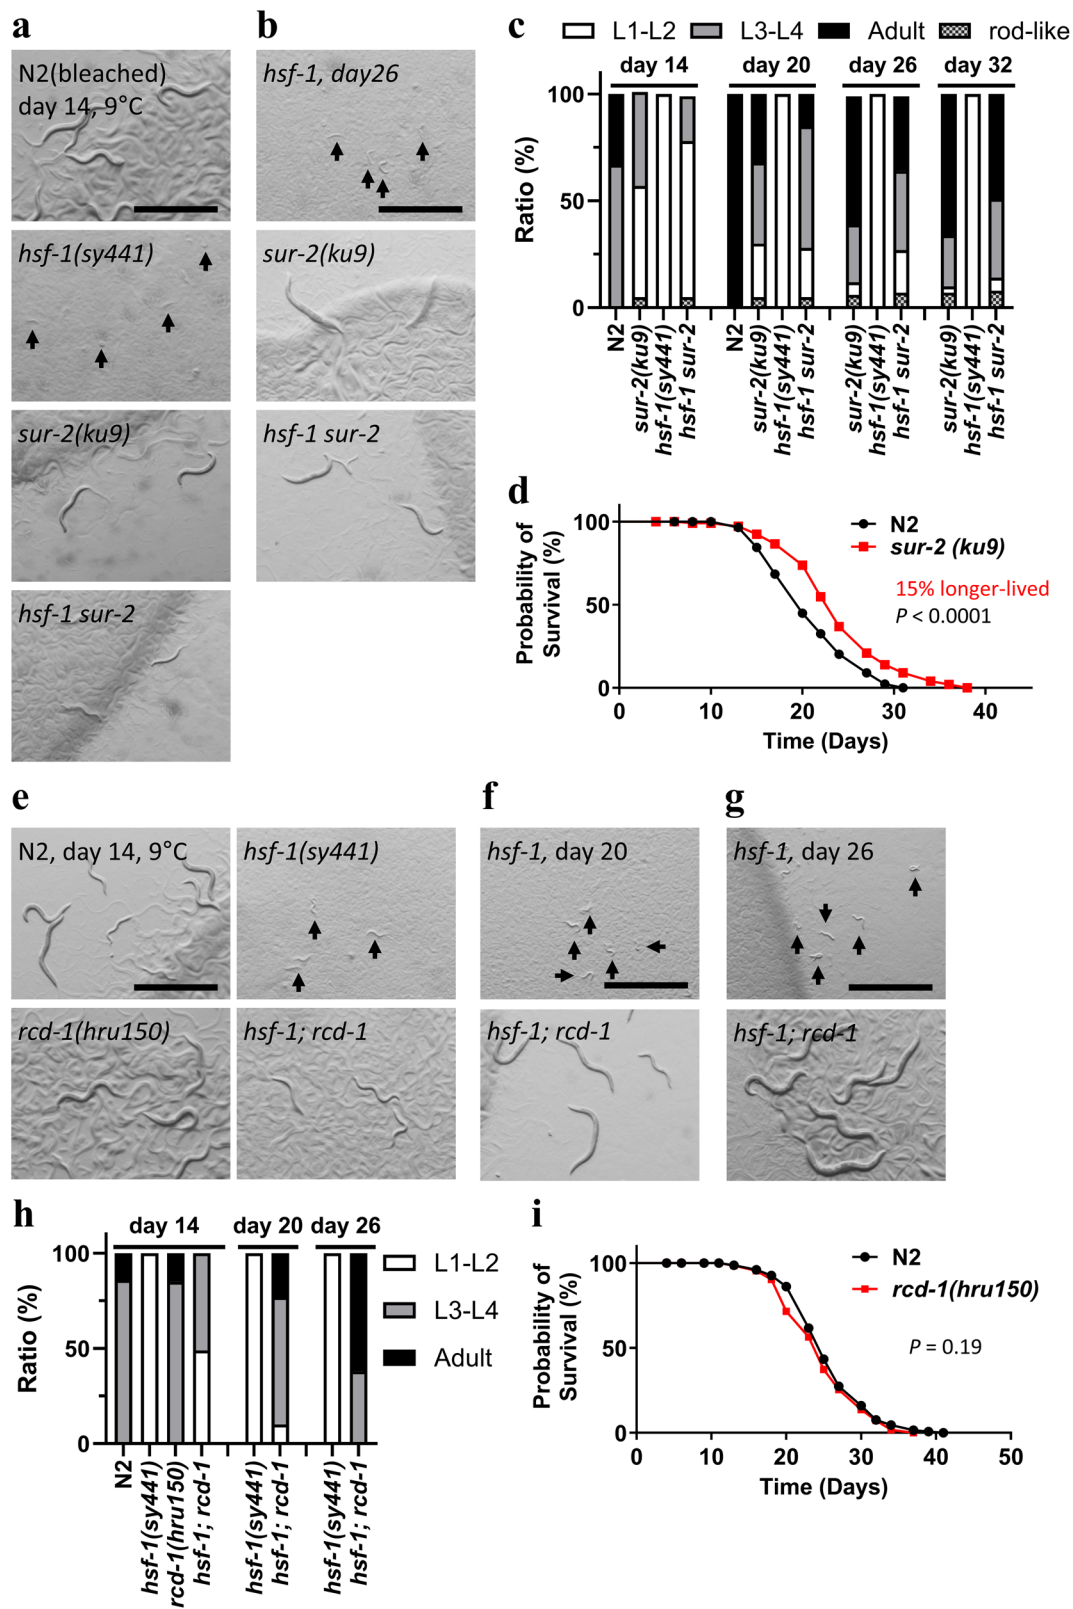 a
N2(bleached)
day 14, 9°C
hsf-1(sy441)
sur-2(ku9)
hsf-1 sur-2
b
hsf-1, day26
sur-2(ku9)
hsf-1 sur-2
c
L1-L2 L3-L4 Adult rod-like
day 14 day 20 day 26 day 32
Ratio (%)
100
50
0
N2 sur-2(ku9) hsf-1(sy441) hsf-1 sur-2
N2 sur-2(ku9) hsf-1(sy441) hsf-1 sur-2
sur-2(ku9) hsf-1(sy441) hsf-1 sur-2
sur-2(ku9) hsf-1(sy441) hsf-1 sur-2
d
Probability of
Survival (%)
100
50
0
0 10 20 30 40
Time (Days)
N2
sur-2 (ku9)
15% longer-lived
P < 0.0001
e
N2, day 14, 9°C
hsf-1(sy441)
rcd-1(hru150)
hsf-1; rcd-1
f
hsf-1, day 20
hsf-1; rcd-1
g
hsf-1, day 26
hsf-1; rcd-1
h
day 14 day 20 day 26
Ratio (%)
100
50
0
L1-L2
L3-L4
Adult
N2 hsf-1(sy441) rcd-1(hru150) hsf-1; rcd-1
hsf-1(sy441) hsf-1; rcd-1
hsf-1(sy441) hsf-1; rcd-1
i
Probability of
Survival (%)
100
50
0
0 10 20 30 40 50
Time (Days)
N2
rcd-1(hru150)
P = 0.19